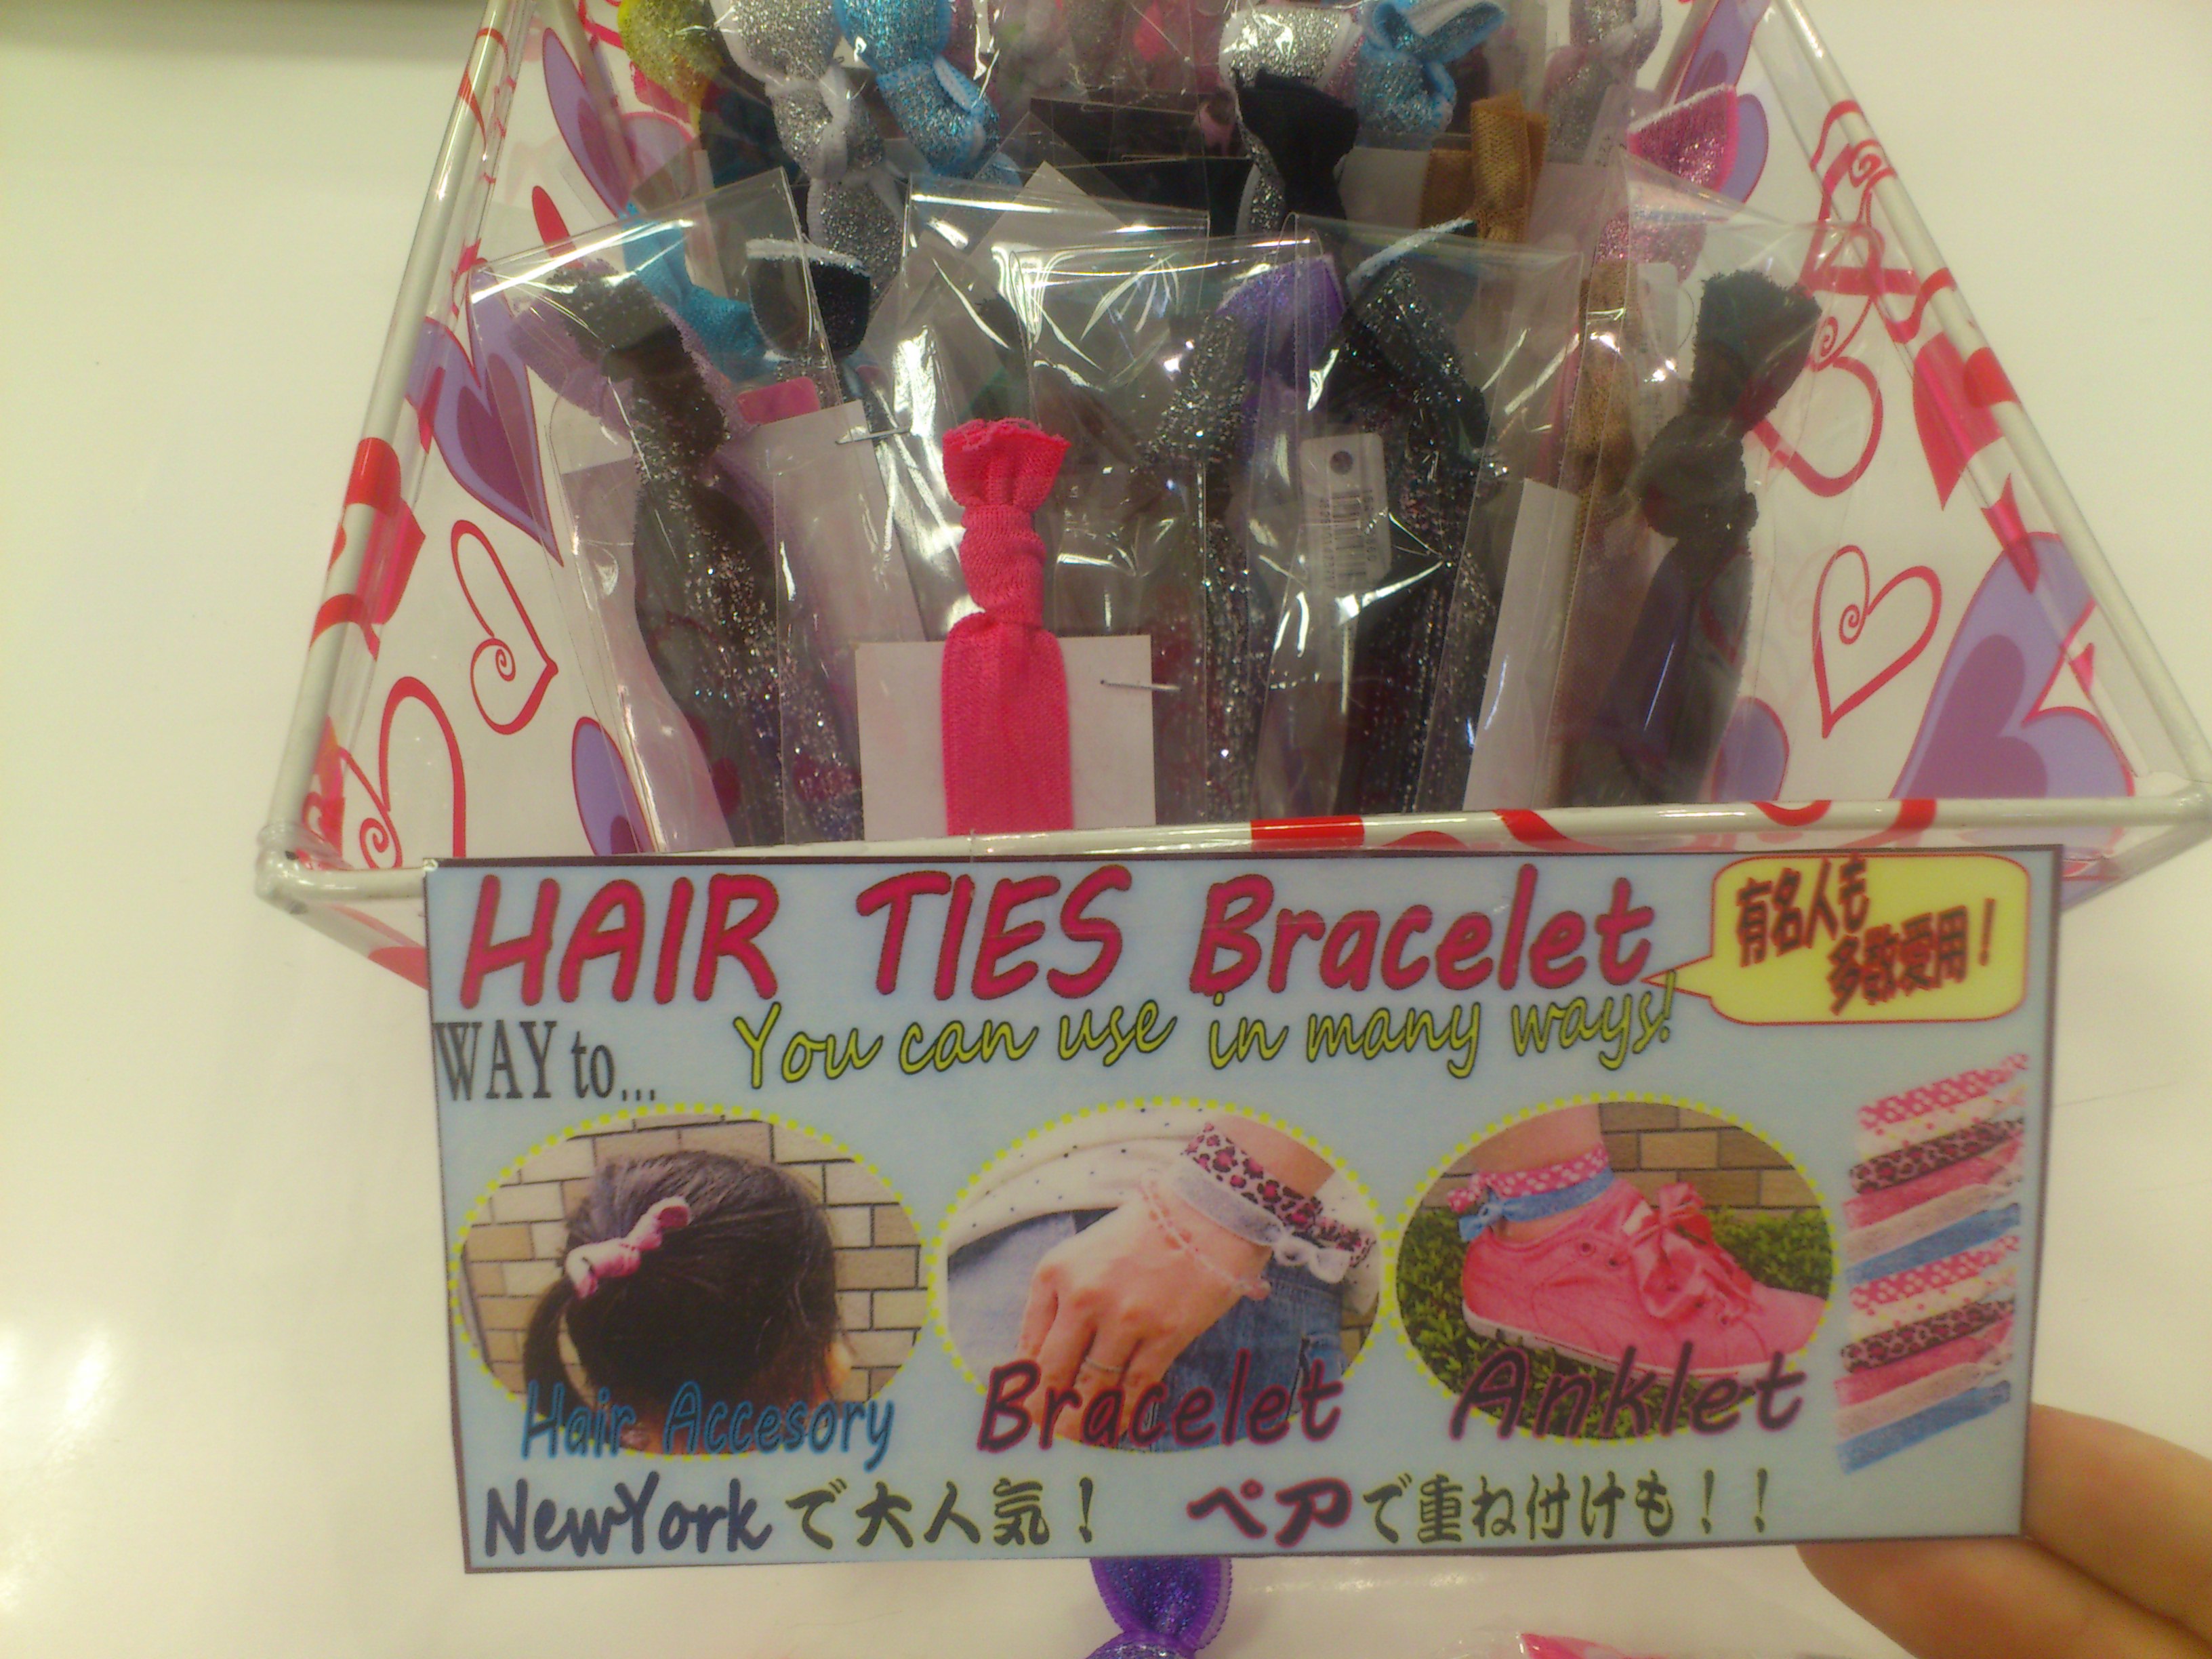 HAIR TIES Bracelet
有名人も
多数愛用!
You can use in many ways!
WAY to...
Hair Accesory
Bracelet
Anklet
NewYorkで大人気! ペアで重ね付けも!!